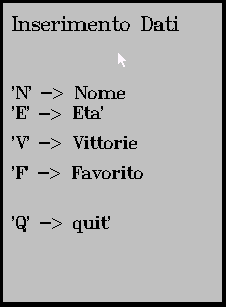 Inserimento Dati
'N' -> Nome
'E' -> Eta'
'V' -> Vittorie
'F' -> Favorito
'Q' -> quit'